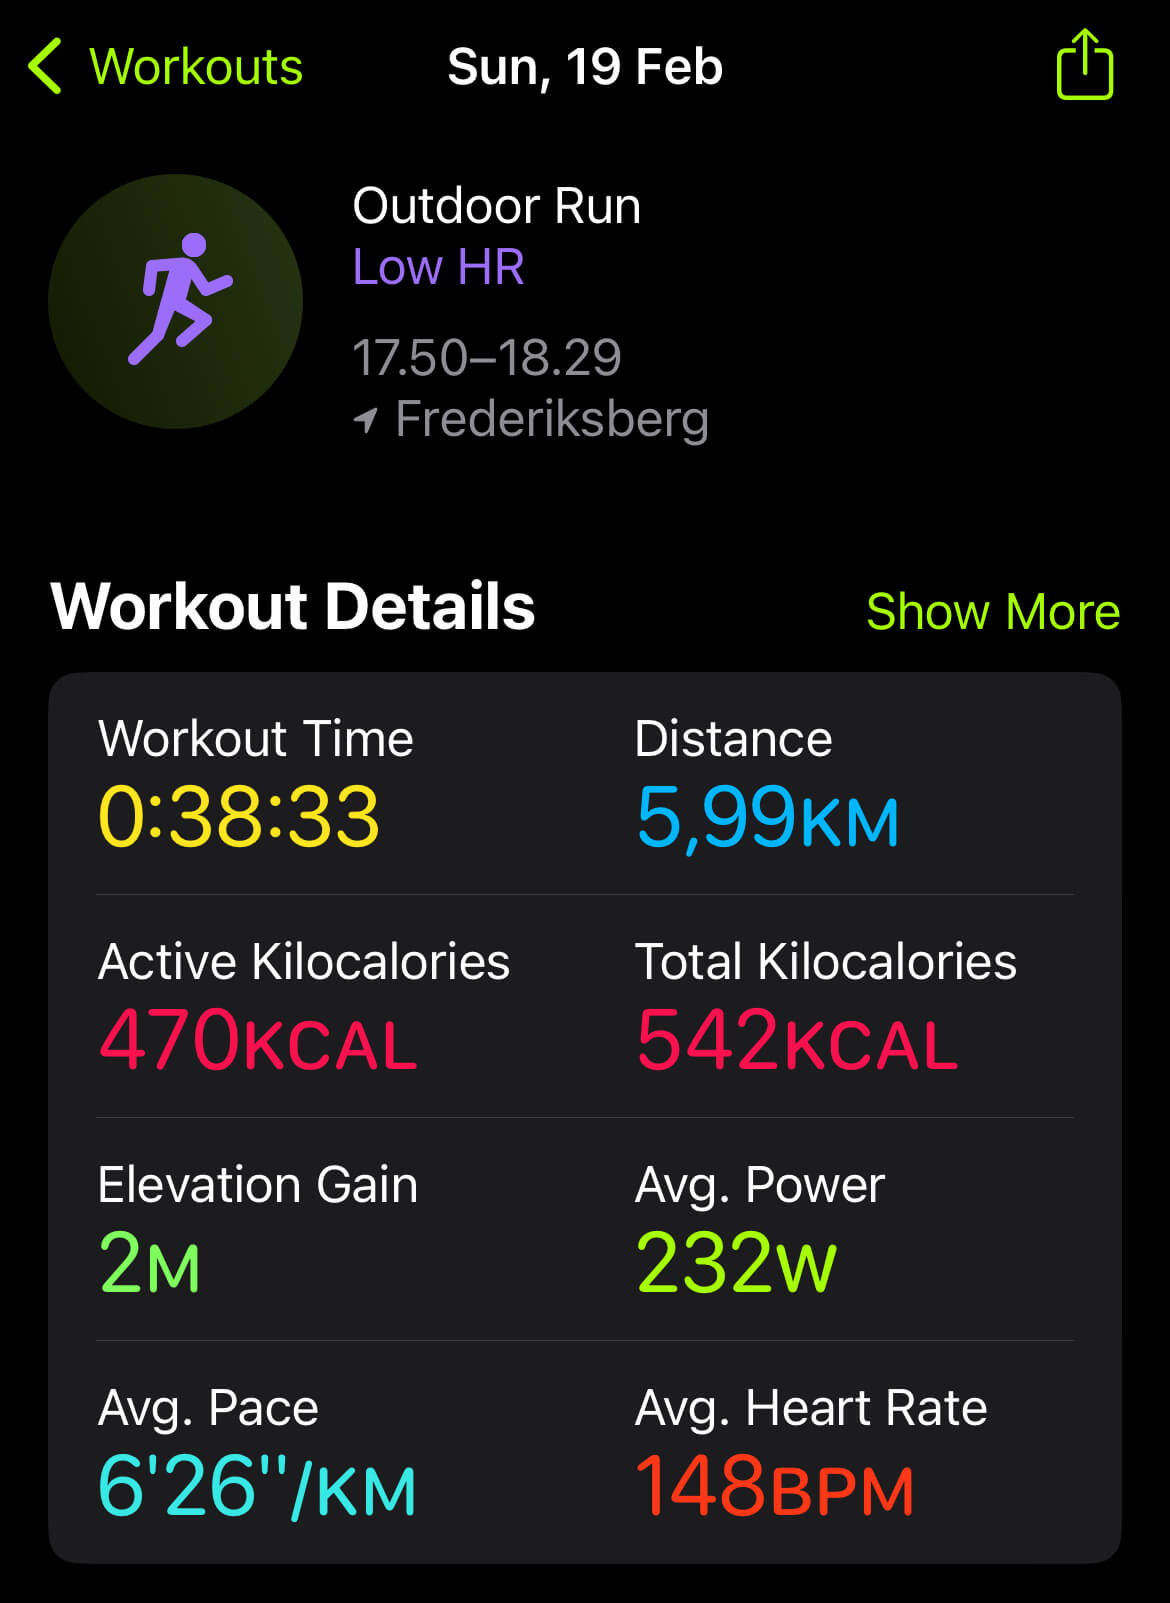 Workouts
Sun, 19 Feb
Outdoor Run
Low HR
17.50–18.29
Frederiksberg
Workout Details
Show More
Workout Time
Distance
0:38:33
5,99KM
Active Kilocalories
Total Kilocalories
470KCAL
542KCAL
Elevation Gain
Avg. Power
2M
232W
Avg. Pace
Avg. Heart Rate
6'26"/KM
148BPM